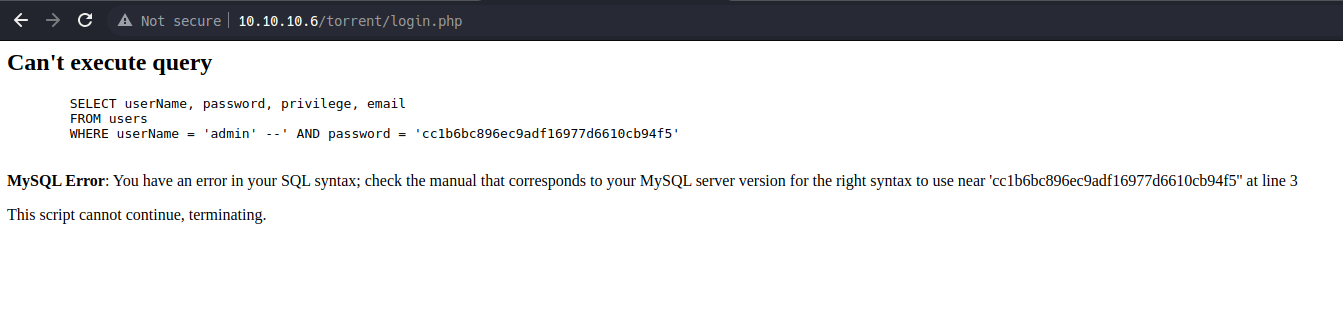 Not secure 10.10.10.6/torrent/login.php
Can't execute query
SELECT userName, password, privilege, email
FROM users
WHERE userName = 'admin' --' AND password = 'cc1b6bc896ec9adf16977d6610cb94f5'
MySQL Error: You have an error in your SQL syntax; check the manual that corresponds to your MySQL server version for the right syntax to use near 'cc1b6bc896ec9adf16977d6610cb94f5'' at line 3
This script cannot continue, terminating.